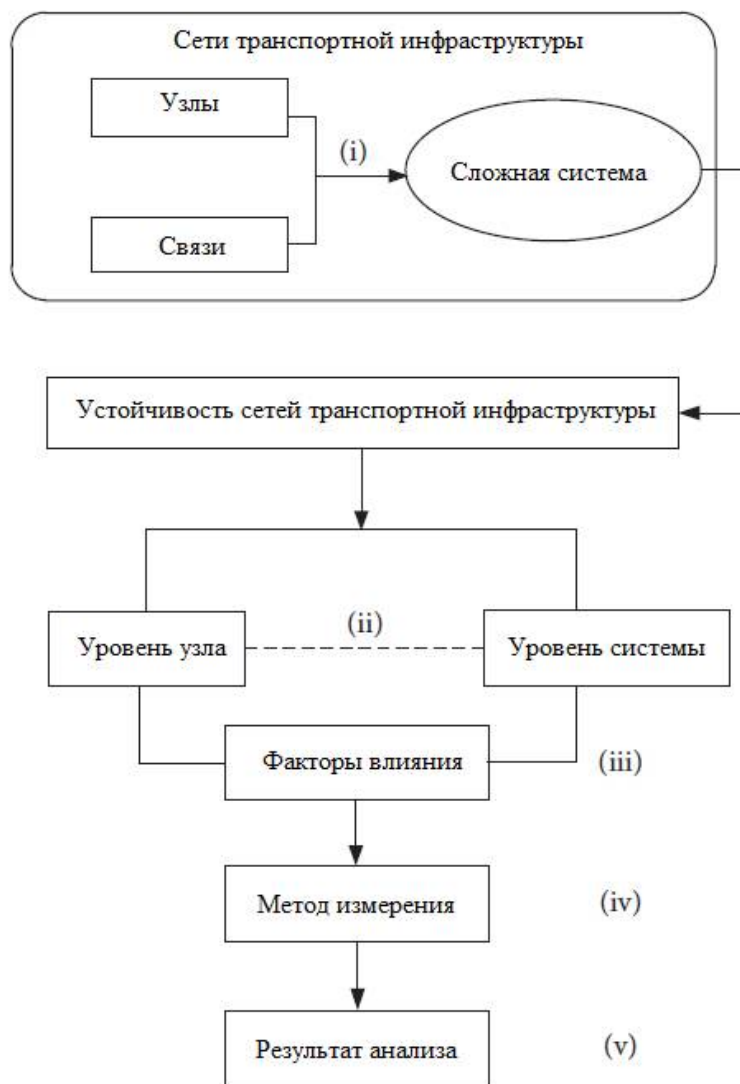 Сети транспортной инфраструктуры
Узлы
(i)
Сложная система
Связи
Устойчивость сетей транспортной инфраструктуры
(ii)
Уровень узла
Уровень системы
Факторы влияния
(iii)
Метод измерения
(iv)
Результат анализа
(v)